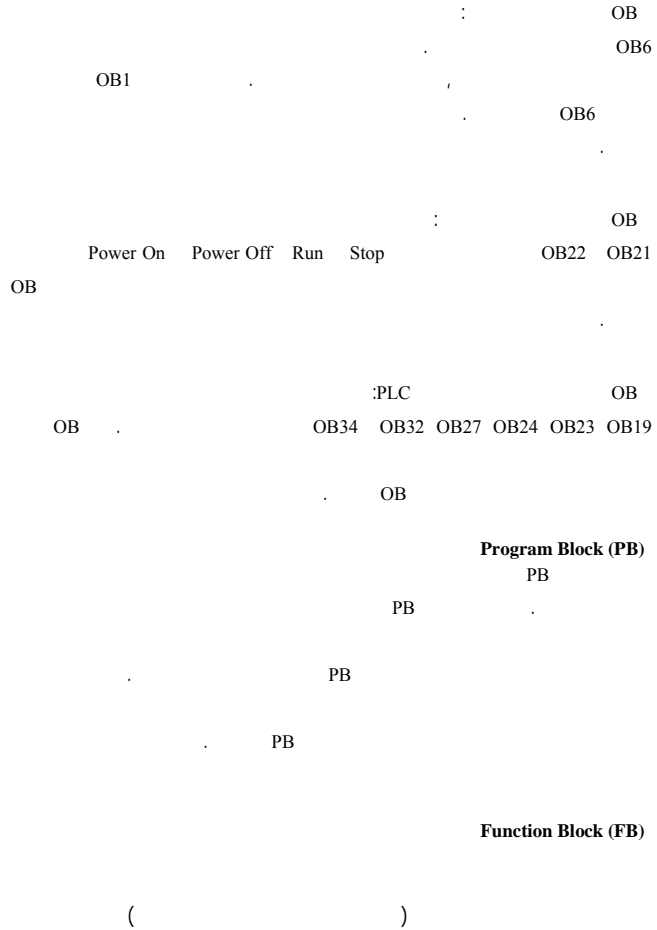 OB :
OB6 .
. OB1
OB6 .
.
OB :
OB21 OB22 Stop Run Power Off Power On
OB
.
OB PLC:
OB19 OB23 OB24 OB27 OB32 OB34 . OB
OB .
Program Block (PB)
PB
. PB
PB .
PB .
Function Block (FB)
( )